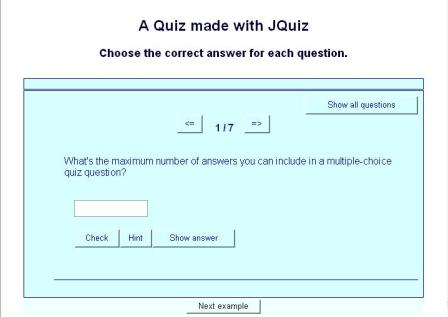 A Quiz made with JQuiz
Choose the correct answer for each question.
Show all questions
<= 1 / 7 =>
What's the maximum number of answers you can include in a multiple-choice
quiz question?
Check Hint Show answer
Next example